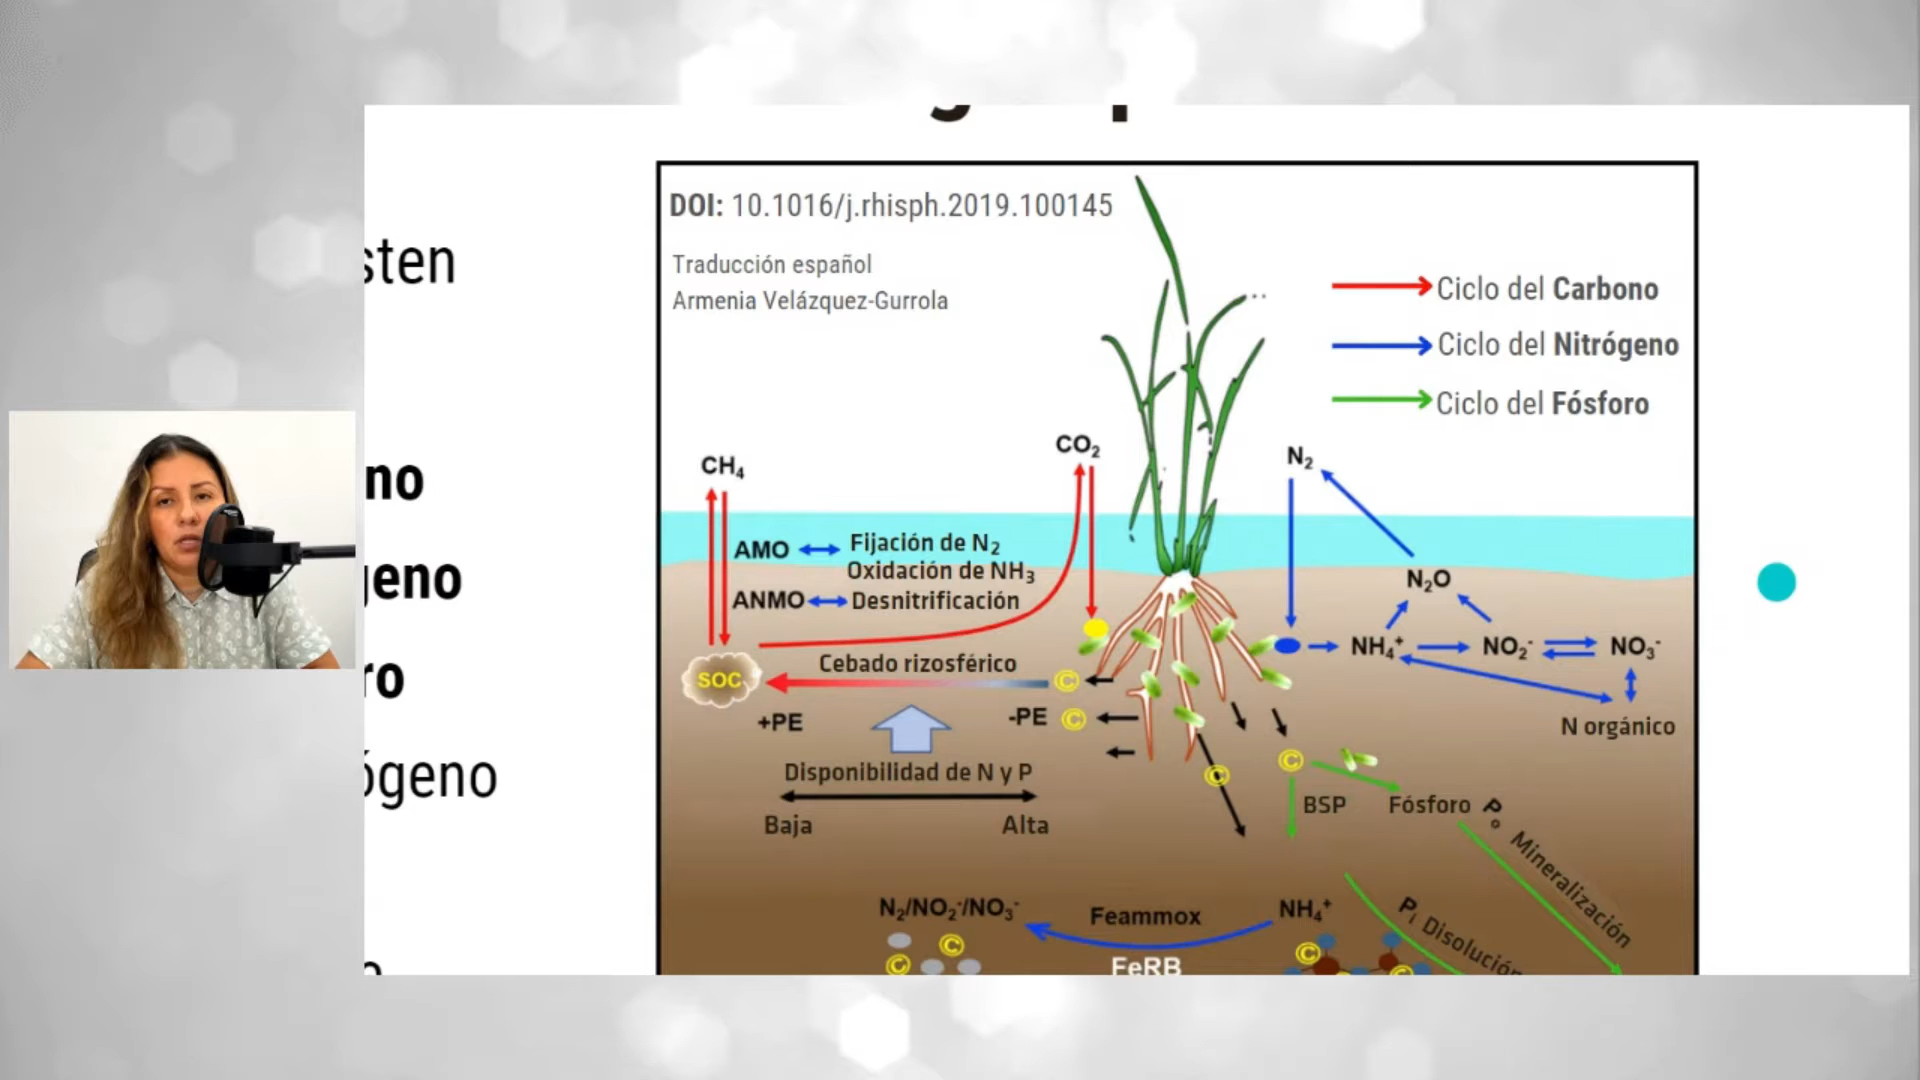 sten
no
geno
ro
ógeno
DOI: 10.1016/j.rhisph.2019.100145
Traducción español
Armenia Velázquez-Gurrola
Ciclo del Carbono
Ciclo del Nitrógeno
Ciclo del Fósforo
CH₄
CO₂
N₂
AMO
Fijación de N₂
Oxidación de NH₃
ANMO
Desnitrificación
N₂O
NH₄⁺
NO₂⁻
NO₃⁻
N orgánico
SOC
Cebado rizosférico
©
+PE
-PE
©
Disponibilidad de N y P
Baja
Alta
©
©
BSP
Fósforo
Pₒ Mineralización
Pᵢ Disolución
N₂/NO₂⁻/NO₃⁻
Feammox
NH₄⁺
FeRB
©
©
©
©